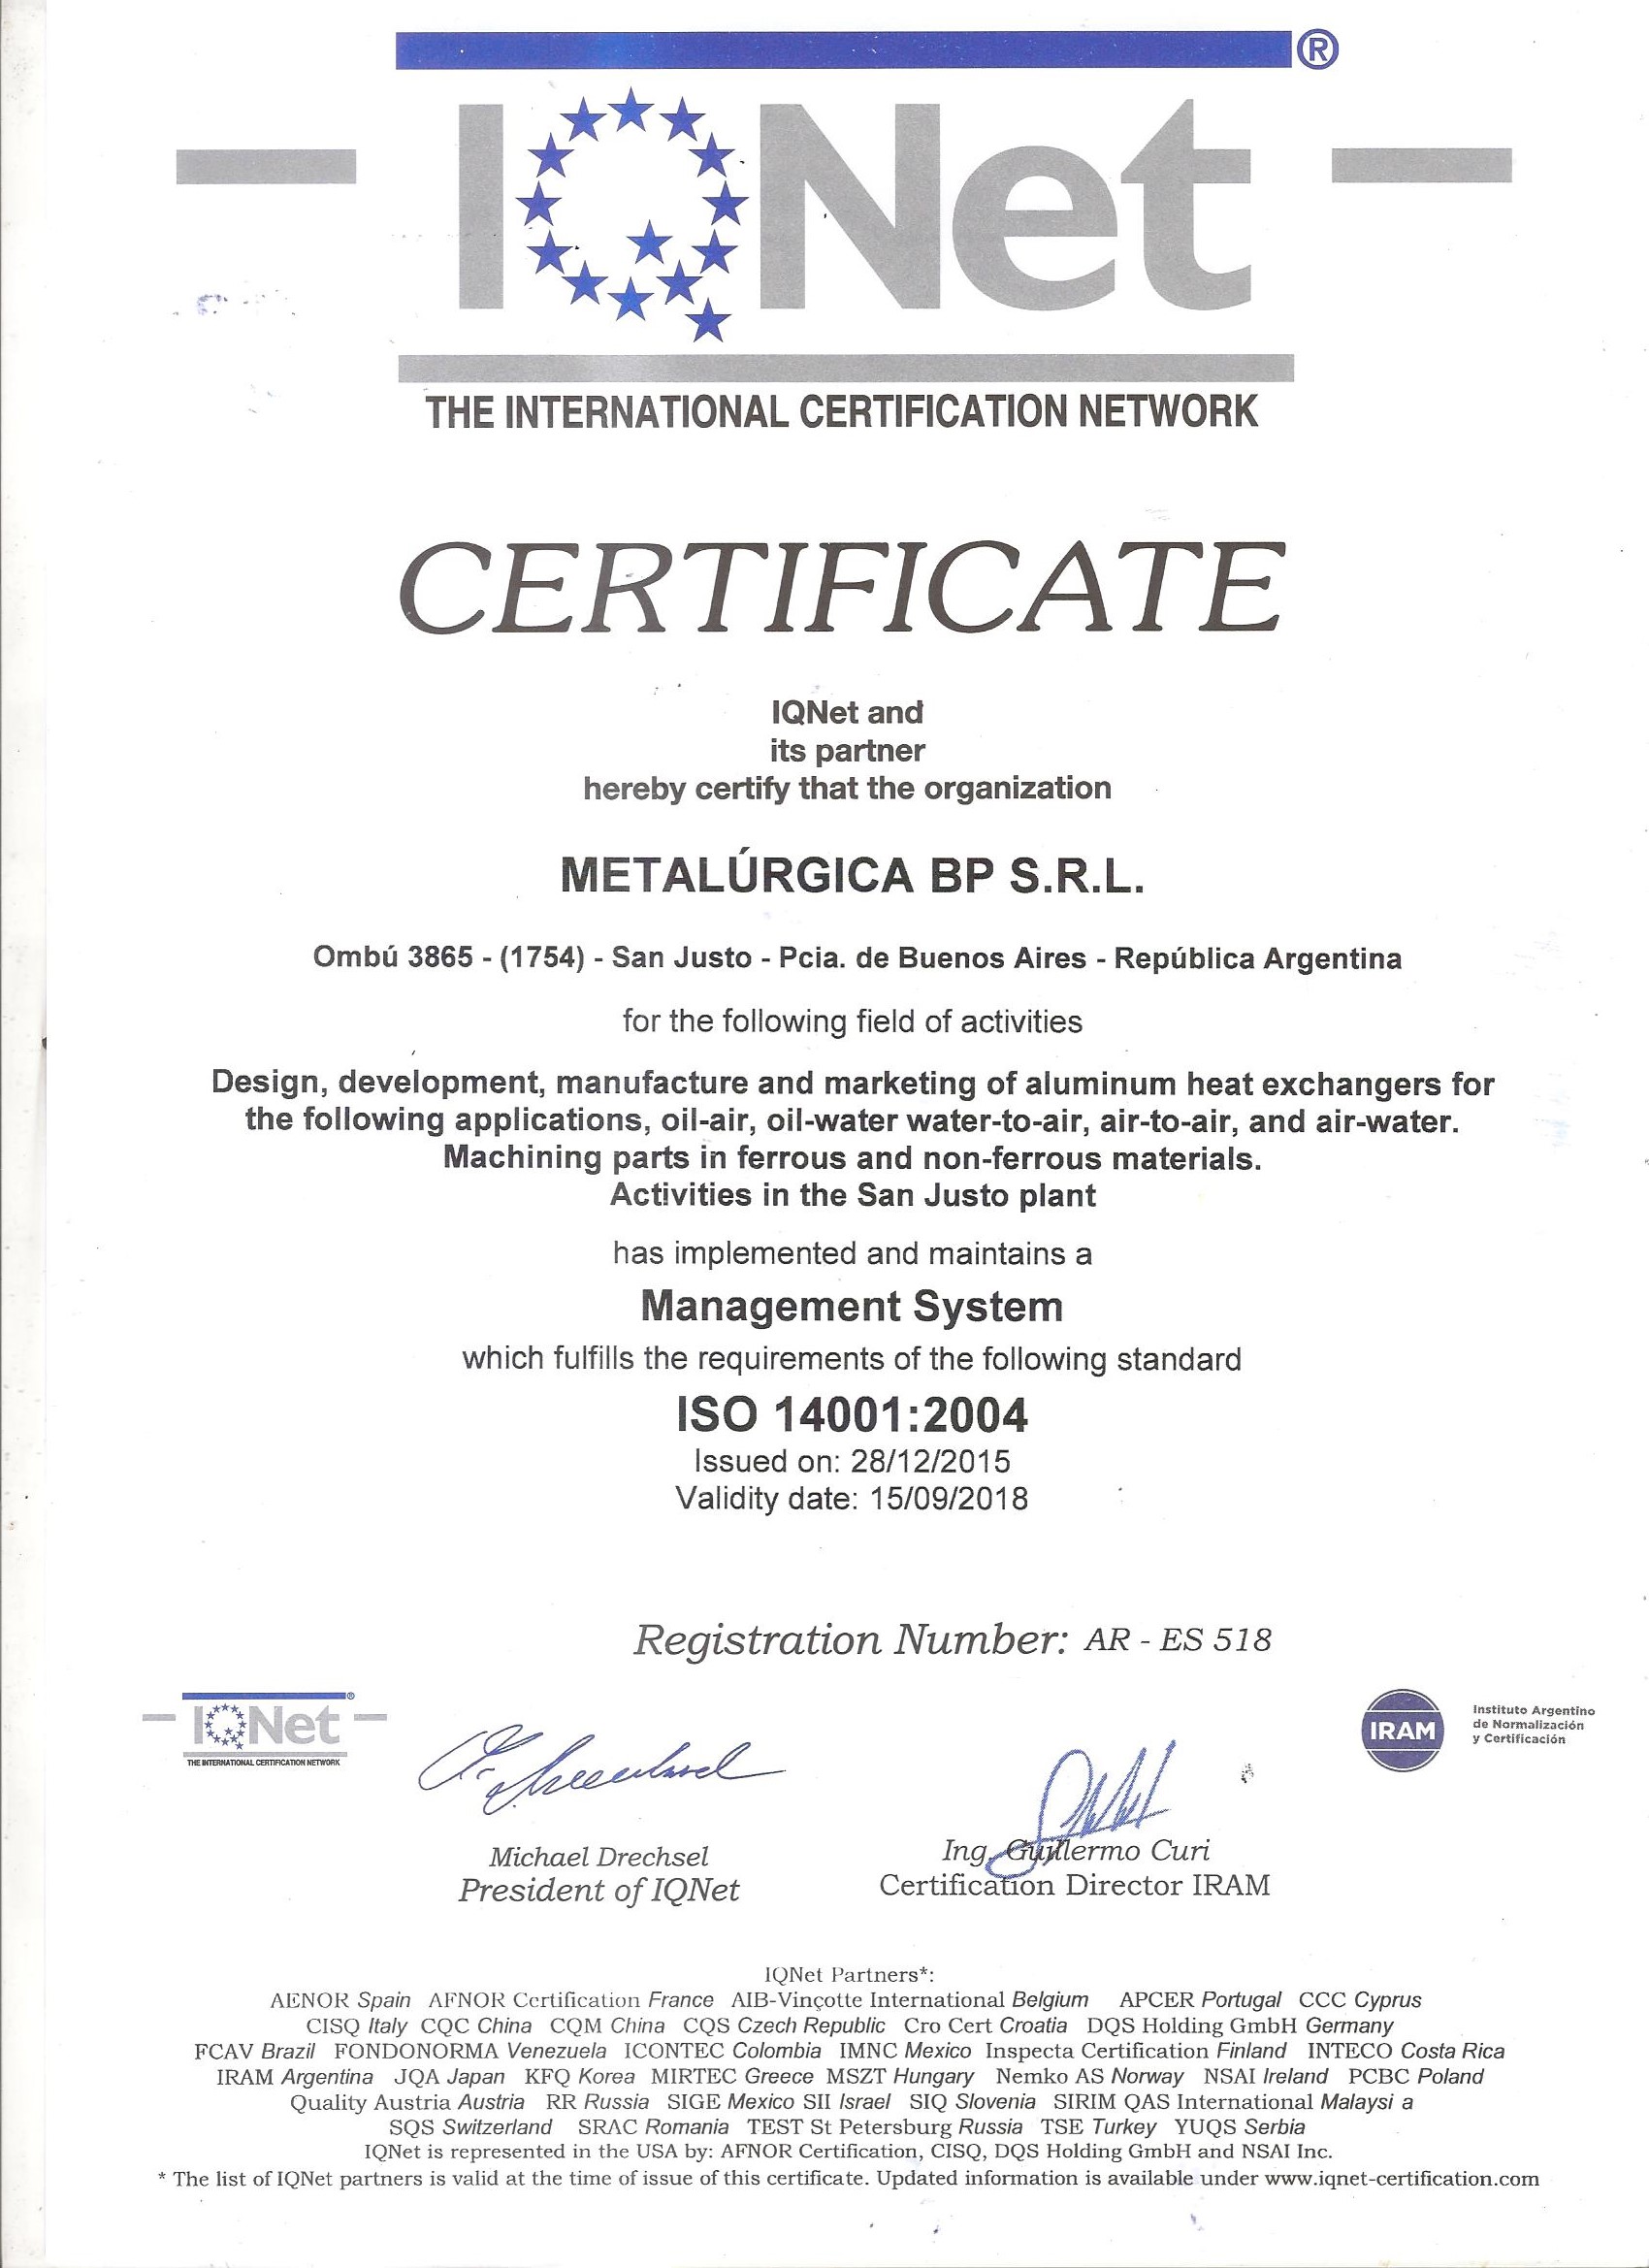 IQNet®
THE INTERNATIONAL CERTIFICATION NETWORK
CERTIFICATE
IQNet and
its partner
hereby certify that the organization
METALÚRGICA BP S.R.L.
Ombú 3865 - (1754) - San Justo - Pcia. de Buenos Aires - República Argentina
for the following field of activities
Design, development, manufacture and marketing of aluminum heat exchangers for
the following applications, oil-air, oil-water water-to-air, air-to-air, and air-water.
Machining parts in ferrous and non-ferrous materials.
Activities in the San Justo plant
has implemented and maintains a
Management System
which fulfills the requirements of the following standard
ISO 14001:2004
Issued on: 28/12/2015
Validity date: 15/09/2018
Registration Number: AR - ES 518
IQNet®
THE INTERNATIONAL CERTIFICATION NETWORK
IRAM
Instituto Argentino
de Normalización
y Certificación
Michael Drechsel
President of IQNet
Ing. Guillermo Curi
Certification Director IRAM
IQNet Partners*:
AENOR Spain AFNOR Certification France AIB-Vinçotte International Belgium APCER Portugal CCC Cyprus
CISQ Italy CQC China CQM China CQS Czech Republic Cro Cert Croatia DQS Holding GmbH Germany
FCAV Brazil FONDONORMA Venezuela ICONTEC Colombia IMNC Mexico Inspecta Certification Finland INTECO Costa Rica
IRAM Argentina JQA Japan KFQ Korea MIRTEC Greece MSZT Hungary Nemko AS Norway NSAI Ireland PCBC Poland
Quality Austria Austria RR Russia SIGE Mexico SII Israel SIQ Slovenia SIRIM QAS International Malaysi a
SQS Switzerland SRAC Romania TEST St Petersburg Russia TSE Turkey YUQS Serbia
IQNet is represented in the USA by: AFNOR Certification, CISQ, DQS Holding GmbH and NSAI Inc.
* The list of IQNet partners is valid at the time of issue of this certificate. Updated information is available under www.iqnet-certification.com